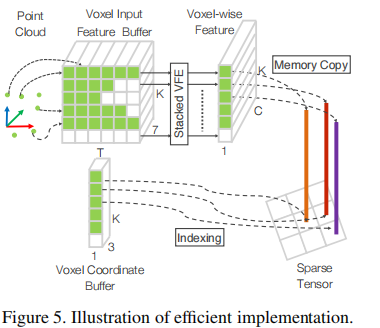 Point
Cloud
Voxel Input
Feature Buffer
Voxel-wise
Feature
K
7
T
Stacked VFE
K
C
1
Memory Copy
K
3
1
Voxel Coordinate
Buffer
Indexing
Sparse
Tensor
Figure 5. Illustration of efficient implementation.